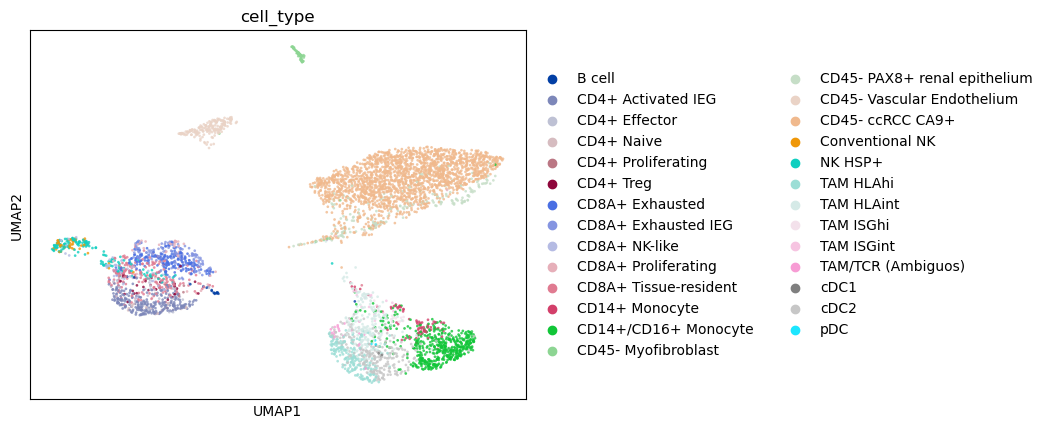 cell_type
UMAP2
UMAP1
B cell
CD4+ Activated IEG
CD4+ Effector
CD4+ Naive
CD4+ Proliferating
CD4+ Treg
CD8A+ Exhausted
CD8A+ Exhausted IEG
CD8A+ NK-like
CD8A+ Proliferating
CD8A+ Tissue-resident
CD14+ Monocyte
CD14+/CD16+ Monocyte
CD45- Myofibroblast
CD45- PAX8+ renal epithelium
CD45- Vascular Endothelium
CD45- ccRCC CA9+
Conventional NK
NK HSP+
TAM HLAhi
TAM HLAint
TAM ISGhi
TAM ISGint
TAM/TCR (Ambiguos)
cDC1
cDC2
pDC